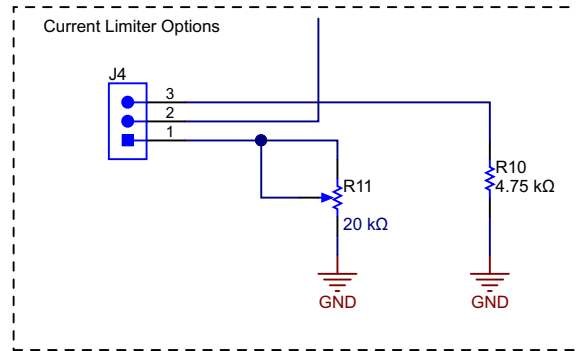 Current Limiter Options
J4
3
2
1
R11
20 kΩ
R10
4.75 kΩ
GND
GND